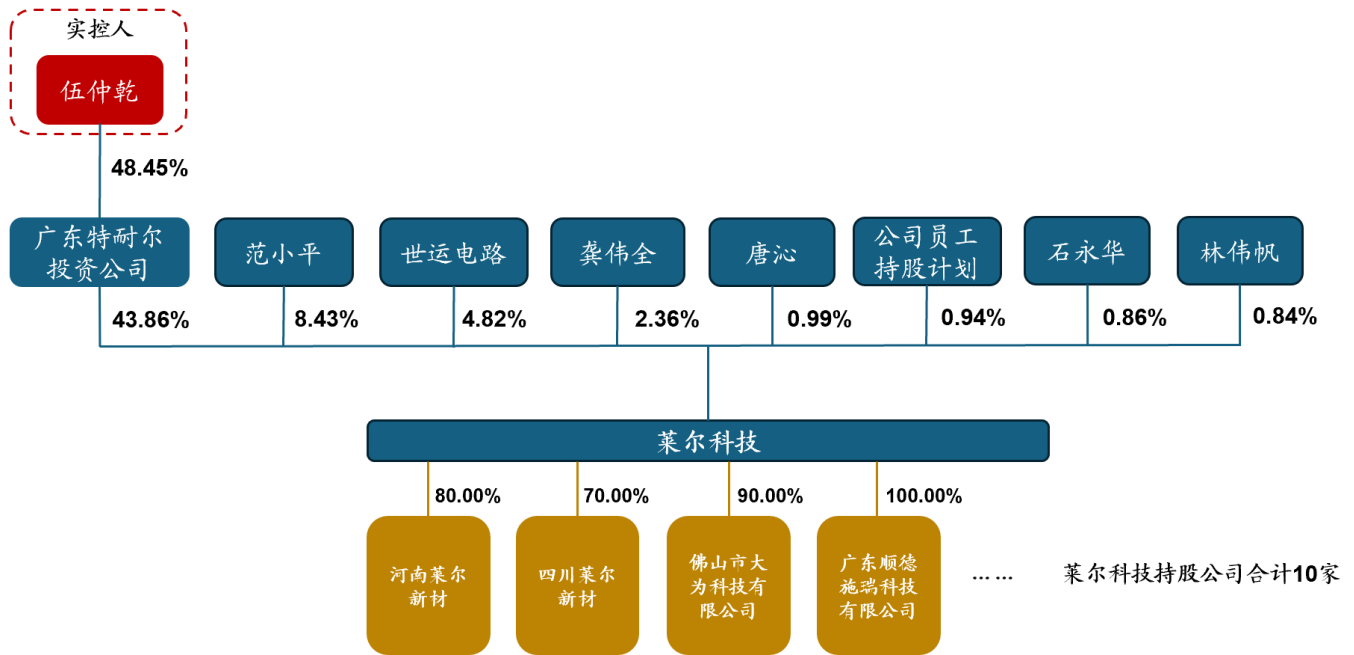 实控人
伍仲乾
48.45%
广东特耐尔
投资公司
范小平
世运电路
龚伟全
唐沁
公司员工
持股计划
石永华
林伟帆
43.86%
8.43%
4.82%
2.36%
0.99%
0.94%
0.86%
0.84%
莱尔科技
80.00%
70.00%
90.00%
100.00%
河南莱尔
新材
四川莱尔
新材
佛山市大
为科技有
限公司
广东顺德
施瑞科技
有限公司
……
莱尔科技持股公司合计10家